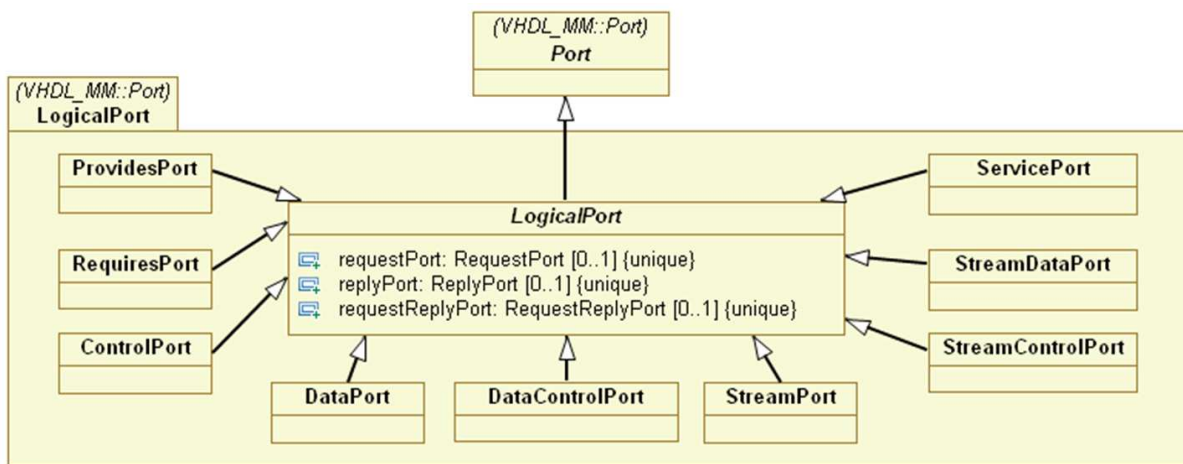 (VHDL_MM::Port)
Port
(VHDL_MM::Port)
LogicalPort
ProvidesPort
ServicePort
LogicalPort
requestPort: RequestPort [0..1] {unique}
replyPort: ReplyPort [0..1] {unique}
requestReplyPort: RequestReplyPort [0..1] {unique}
RequiresPort
StreamDataPort
ControlPort
StreamControlPort
DataPort
DataControlPort
StreamPort